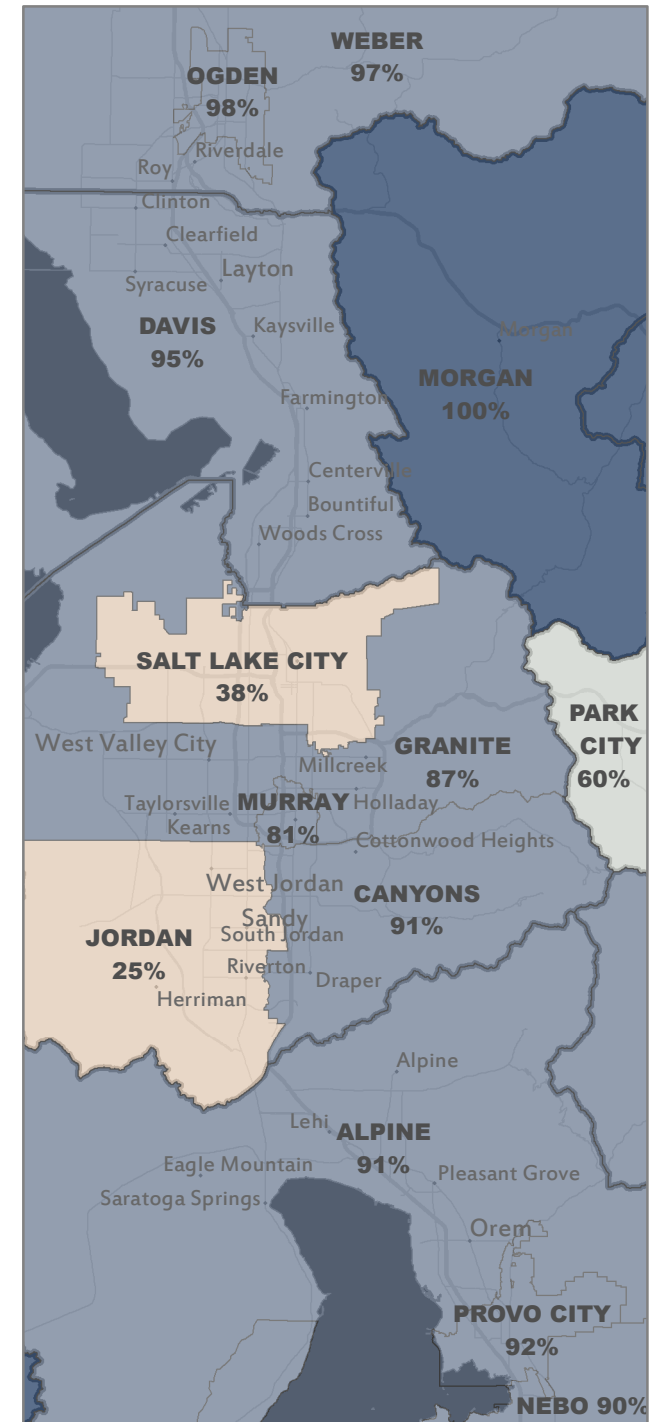 WEBER
97%
OGDEN
98%
Riverdale
Roy
Clinton
Clearfield
Layton
Syracuse
DAVIS
95%
Kaysville
Morgan
MORGAN
100%
Farmington
Centerville
Bountiful
Woods Cross
SALT LAKE CITY
38%
PARK
CITY
60%
West Valley City
GRANITE
87%
Millcreek
Taylorsville
MURRAY
81%
Holladay
Kearns
Cottonwood Heights
West Jordan
CANYONS
91%
Sandy
South Jordan
JORDAN
25%
Riverton
Draper
Herriman
Alpine
Lehi
ALPINE
91%
Eagle Mountain
Pleasant Grove
Saratoga Springs
Orem
PROVO CITY
92%
NEBO 90%